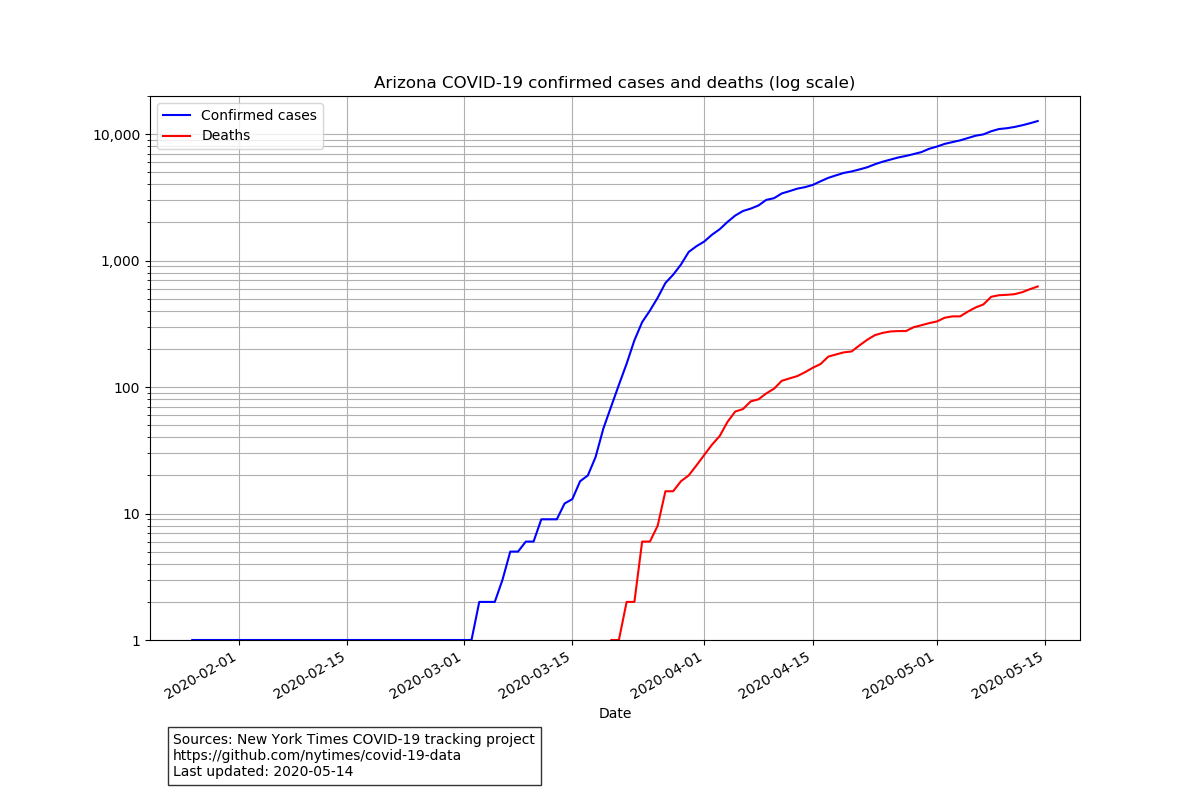 Arizona COVID-19 confirmed cases and deaths (log scale)
Confirmed cases
Deaths
10,000
1,000
100
10
1
2020-02-01
2020-02-15
2020-03-01
2020-03-15
2020-04-01
2020-04-15
2020-05-01
2020-05-15
Date
Sources: New York Times COVID-19 tracking project
https://github.com/nytimes/covid-19-data
Last updated: 2020-05-14